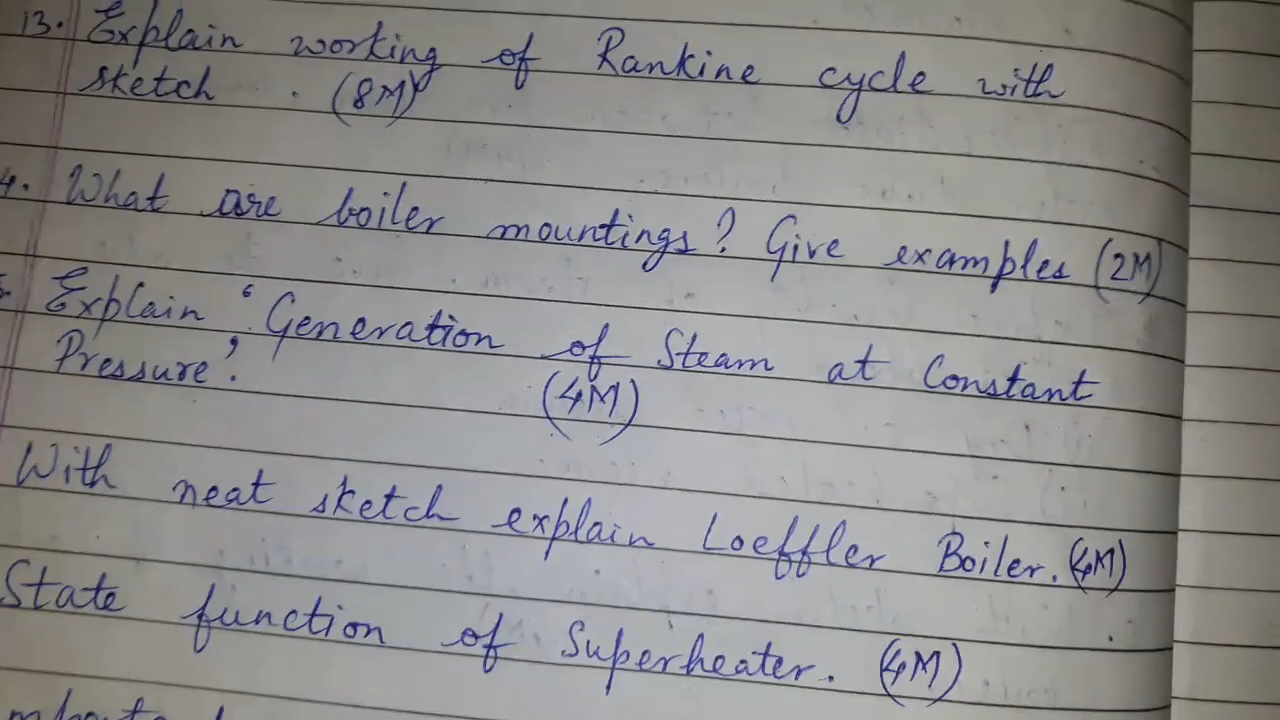 13. Explain working of Rankine cycle with
sketch. (8M)
4. What are boiler mountings? Give examples (2M)
Explain 'Generation of Steam at Constant
Pressure'.
(4M)
With neat sketch explain Loeffler Boiler. (4M)
State function of Superheater. (4M)